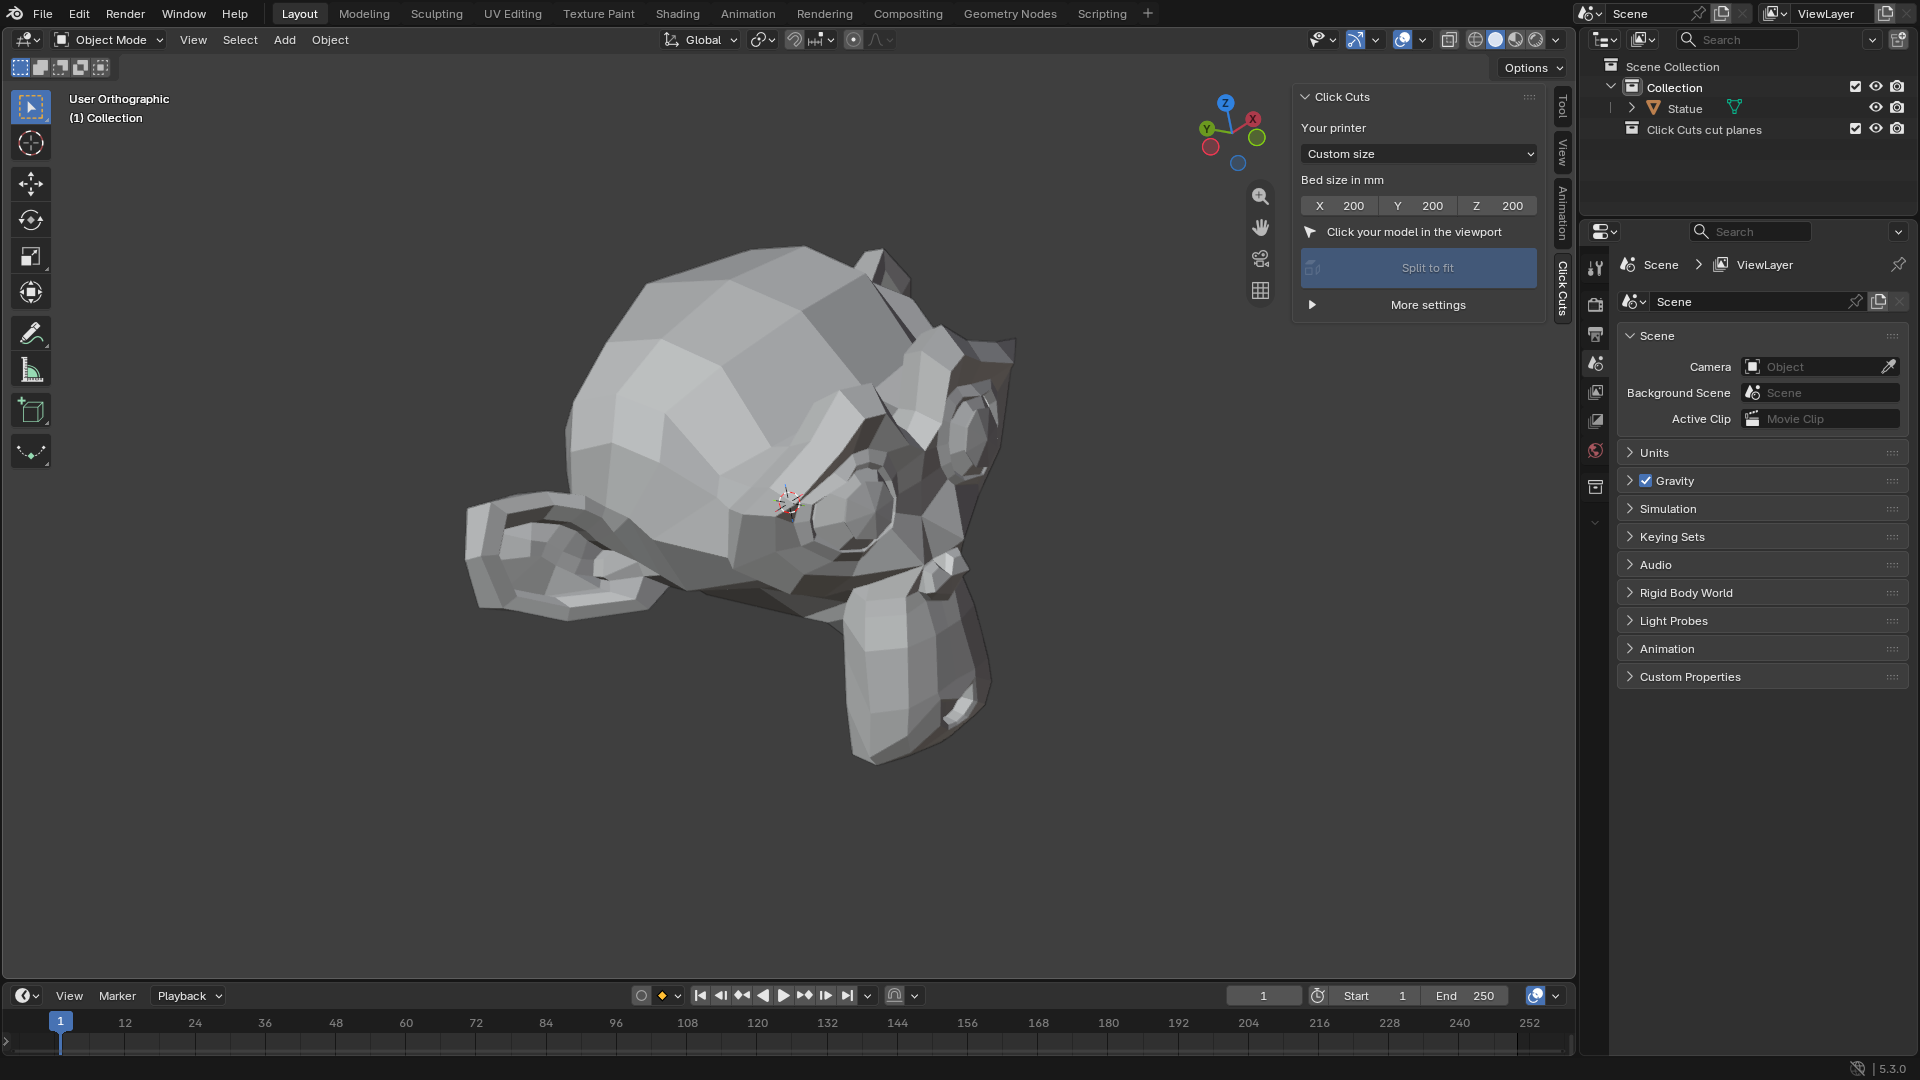 File Edit Render Window Help Layout Modeling Sculpting UV Editing Texture Paint Shading Animation Rendering Compositing Geometry Nodes Scripting + Scene ViewLayer
Object Mode View Select Add Object Global Search
Options
User Orthographic
(1) Collection
Scene Collection
Collection
Statue
Click Cuts cut planes
Z
X
Y
Click Cuts
Your printer
Custom size
Bed size in mm
X 200 Y 200 Z 200
Click your model in the viewport
Split to fit
More settings
Tool
View
Animation
Click Cuts
Search
Scene ViewLayer
Scene
Scene
Camera Object
Background Scene Scene
Active Clip Movie Clip
Units
Gravity
Simulation
Keying Sets
Audio
Rigid Body World
Light Probes
Animation
Custom Properties
View Marker Playback 1 Start 1 End 250
1 12 24 36 48 60 72 84 96 108 120 132 144 156 168 180 192 204 216 228 240 252
5.3.0